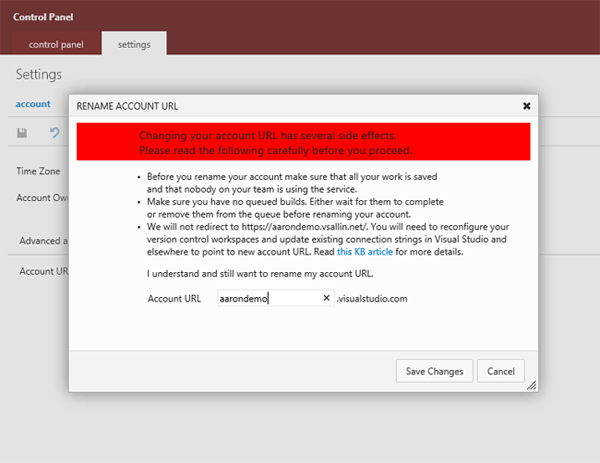 Control Panel
control panel
settings
Settings
account
RENAME ACCOUNT URL
Changing your account URL has several side effects.
Please read the following carefully before you proceed.
• Before you rename your account make sure that all your work is saved
and that nobody on your team is using the service.
• Make sure you have no queued builds. Either wait for them to complete
or remove them from the queue before renaming your account.
• We will not redirect to https://aarondemo.vsallin.net/. You will need to reconfigure your
version control workspaces and update existing connection strings in Visual Studio and
elsewhere to point to new account URL. Read this KB article for more details.
I understand and still want to rename my account URL.
Account URL aarondemo .visualstudio.com
Save Changes
Cancel
Time Zone
Account Ow
Advanced a
Account UR